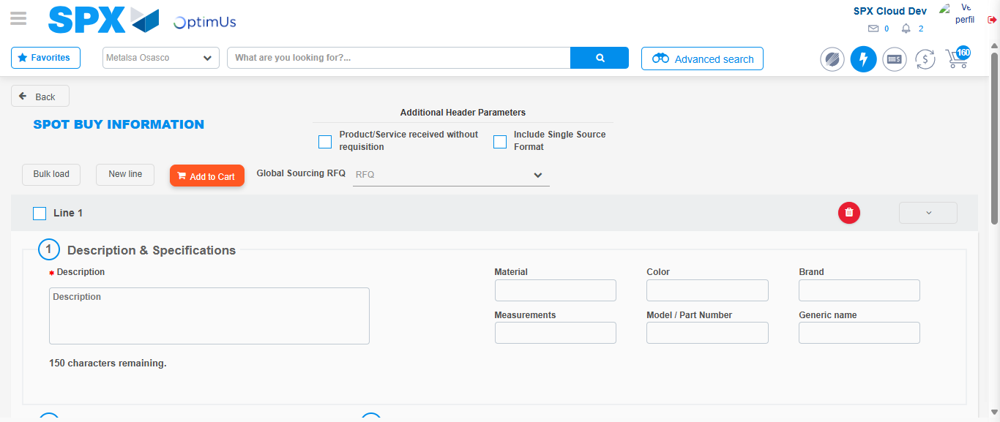 SPX
OptimUs
SPX Cloud Dev
0
2
Ve
perfil
Favorites
Metalsa Osasco
What are you looking for?...
Advanced search
$
160
Back
SPOT BUY INFORMATION
Additional Header Parameters
Product/Service received without
requisition
Include Single Source
Format
Bulk load
New line
Add to Cart
Global Sourcing RFQ
RFQ
Line 1
1
Description & Specifications
* Description
Description
150 characters remaining.
Material
Color
Brand
Measurements
Model / Part Number
Generic name